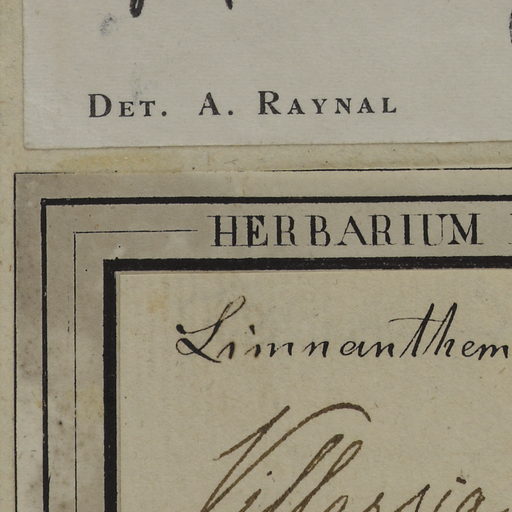 DET. A. RAYNAL
HERBARIUM
Limnanthem
Villarsia